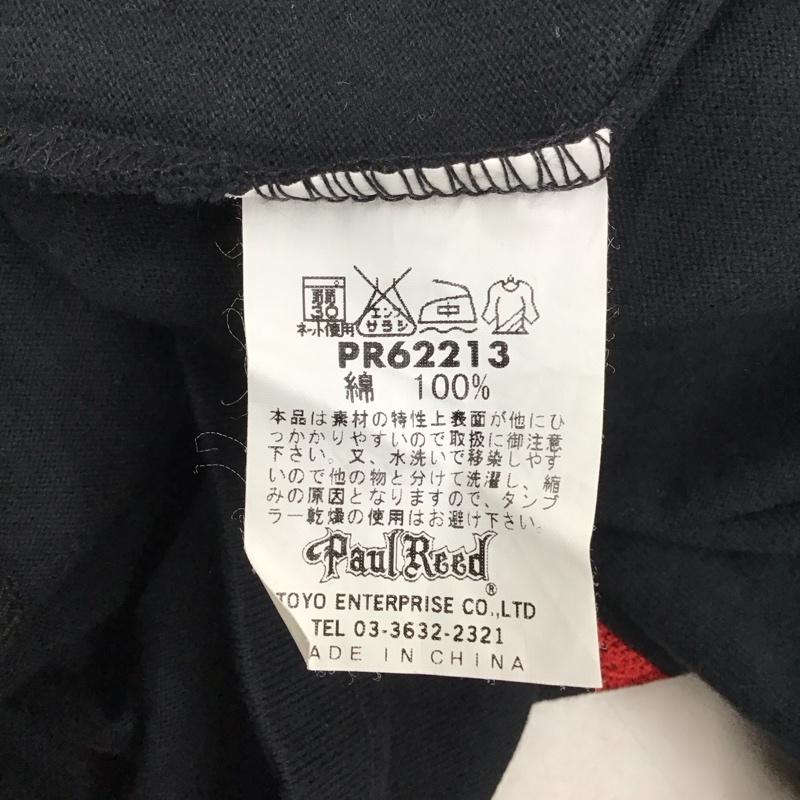 弱
30
ネット使用
エンソ
サラシ
中
PR62213
綿 100%
本品は素材の特性上表面が他にひ
っかかりやすいので取扱に御注意
下さい。又、水洗いで移染しやす
いので他の物と分けて洗濯し、縮
みの原因となりますので、タンブ
ラー乾燥の使用はお避け下さい。
Paul Reed®
TOYO ENTERPRISE CO.,LTD
TEL 03-3632-2321
ADE IN CHINA